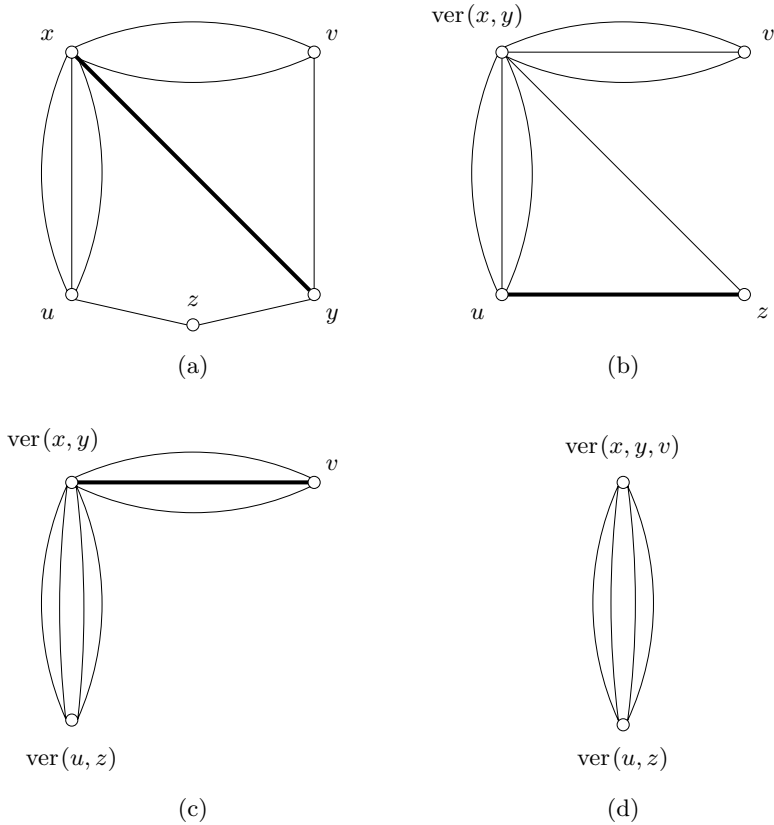 x
v
u
z
y
(a)
ver(x, y)
v
u
z
(b)
ver(x, y)
v
ver(u, z)
(c)
ver(x, y, v)
ver(u, z)
(d)